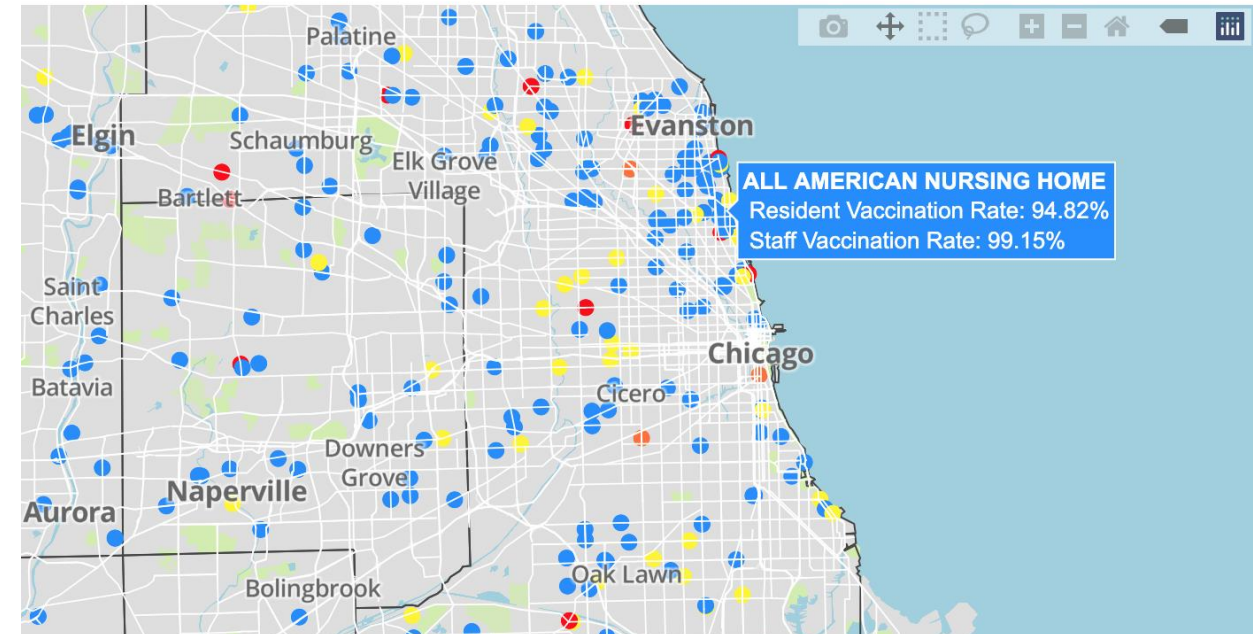 Palatine
Evanston
Elgin
Schaumburg
Elk Grove
Village
ALL AMERICAN NURSING HOME
Resident Vaccination Rate: 94.82%
Staff Vaccination Rate: 99.15%
Bartlett
Saint
Charles
Chicago
Batavia
Cicero
Downers
Grove
Naperville
Aurora
Oak Lawn
Bolingbrook